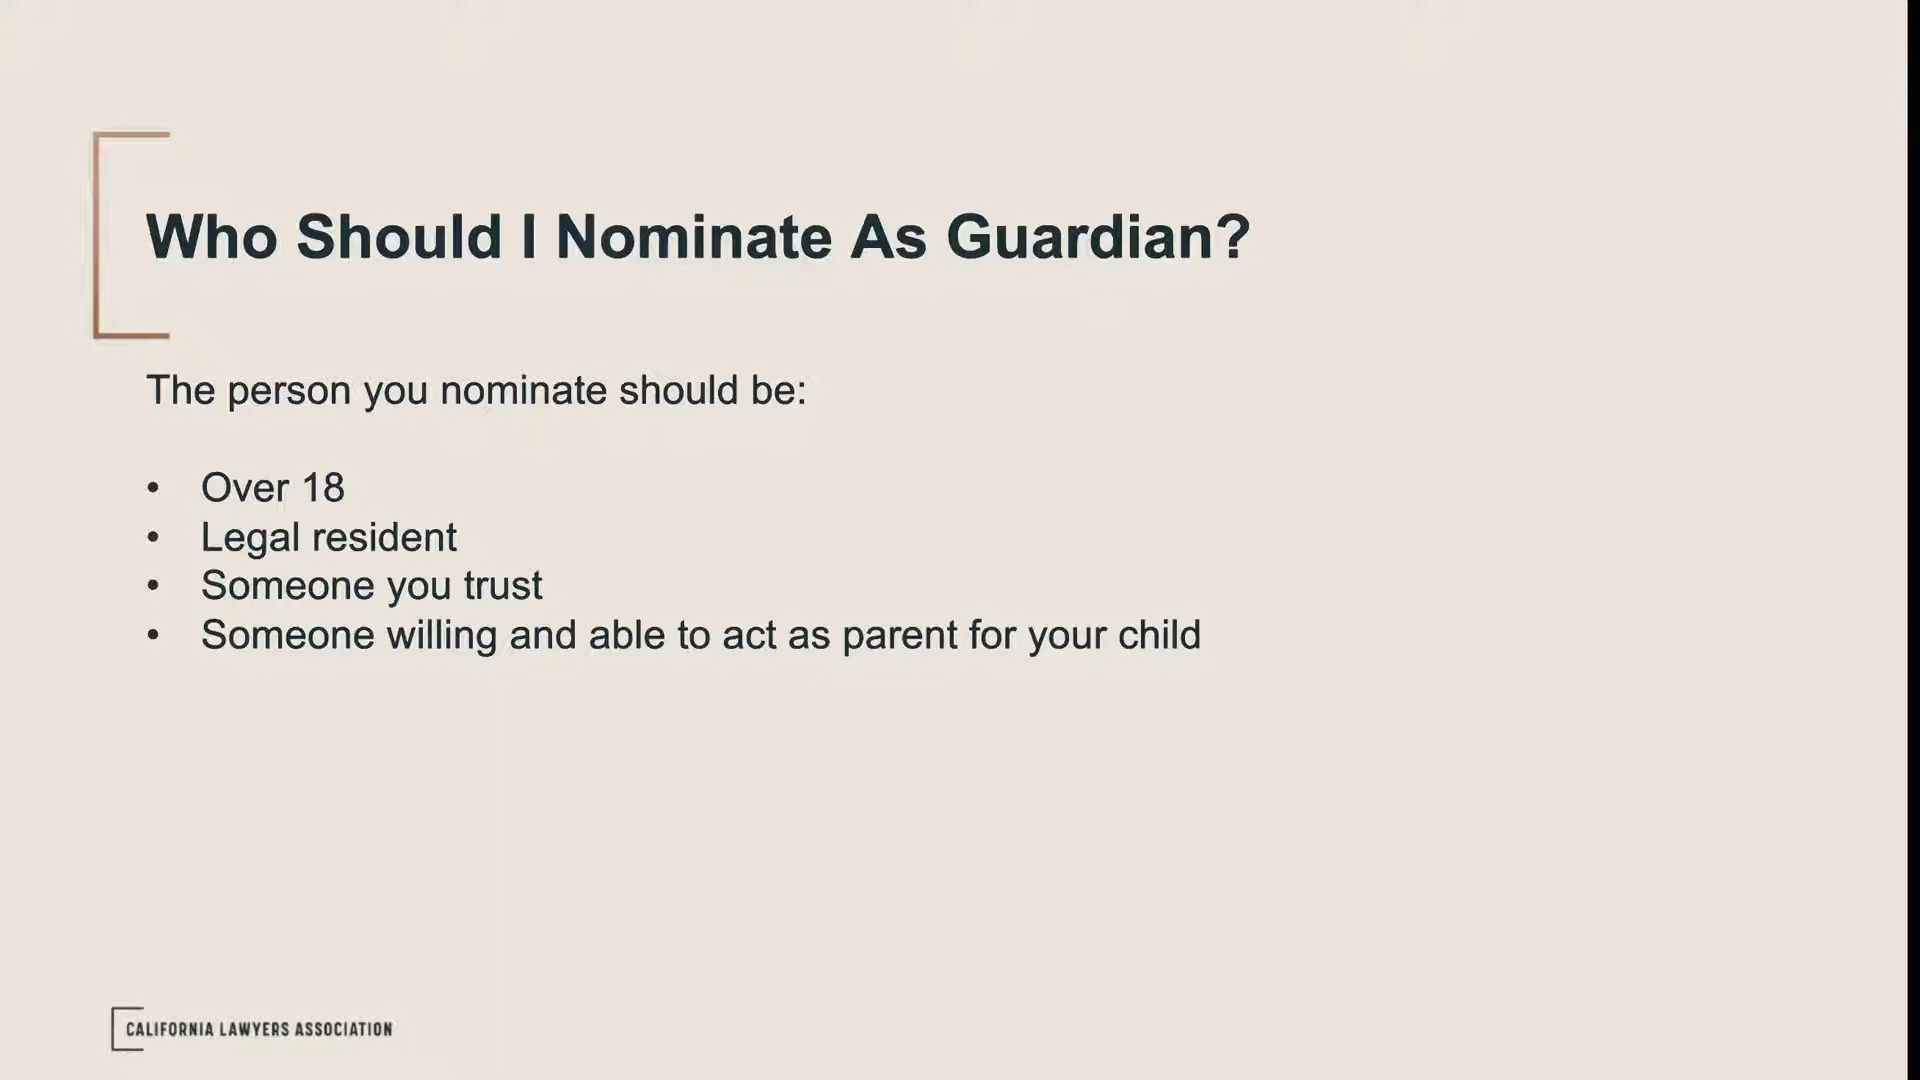 Who Should I Nominate As Guardian?
The person you nominate should be:
• Over 18
• Legal resident
• Someone you trust
• Someone willing and able to act as parent for your child
CALIFORNIA LAWYERS ASSOCIATION